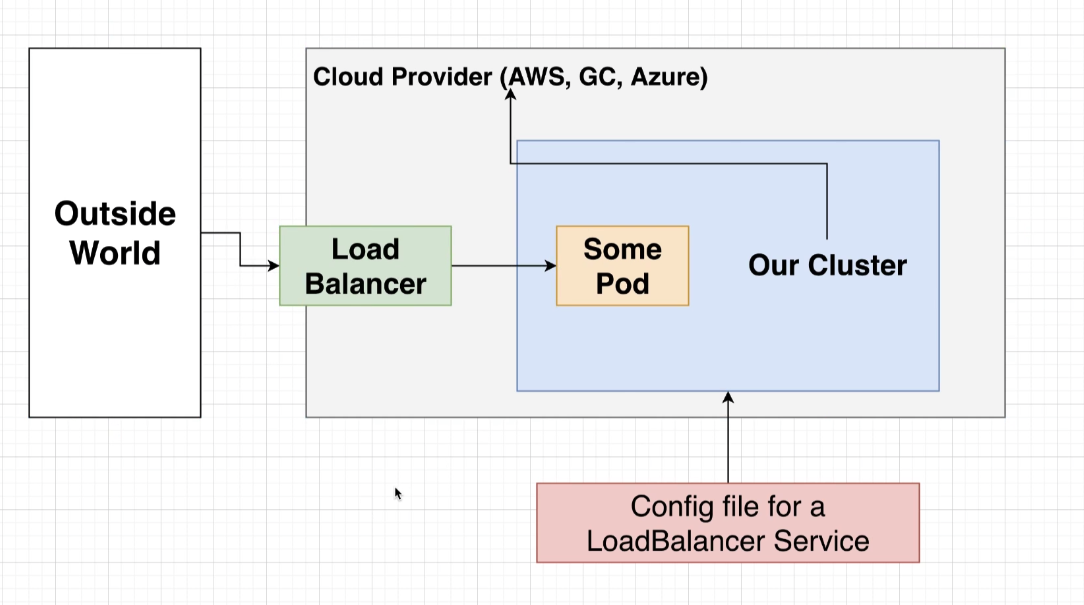 Cloud Provider (AWS, GC, Azure)
Outside
World
Load
Balancer
Some
Pod
Our Cluster
Config file for a
LoadBalancer Service